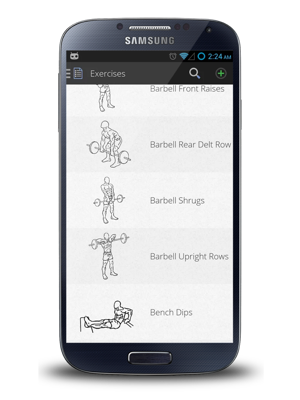 SAMSUNG
2:24 AM
Exercises
Barbell Front Raises
Barbell Rear Delt Row
Barbell Shrugs
Barbell Upright Rows
Bench Dips